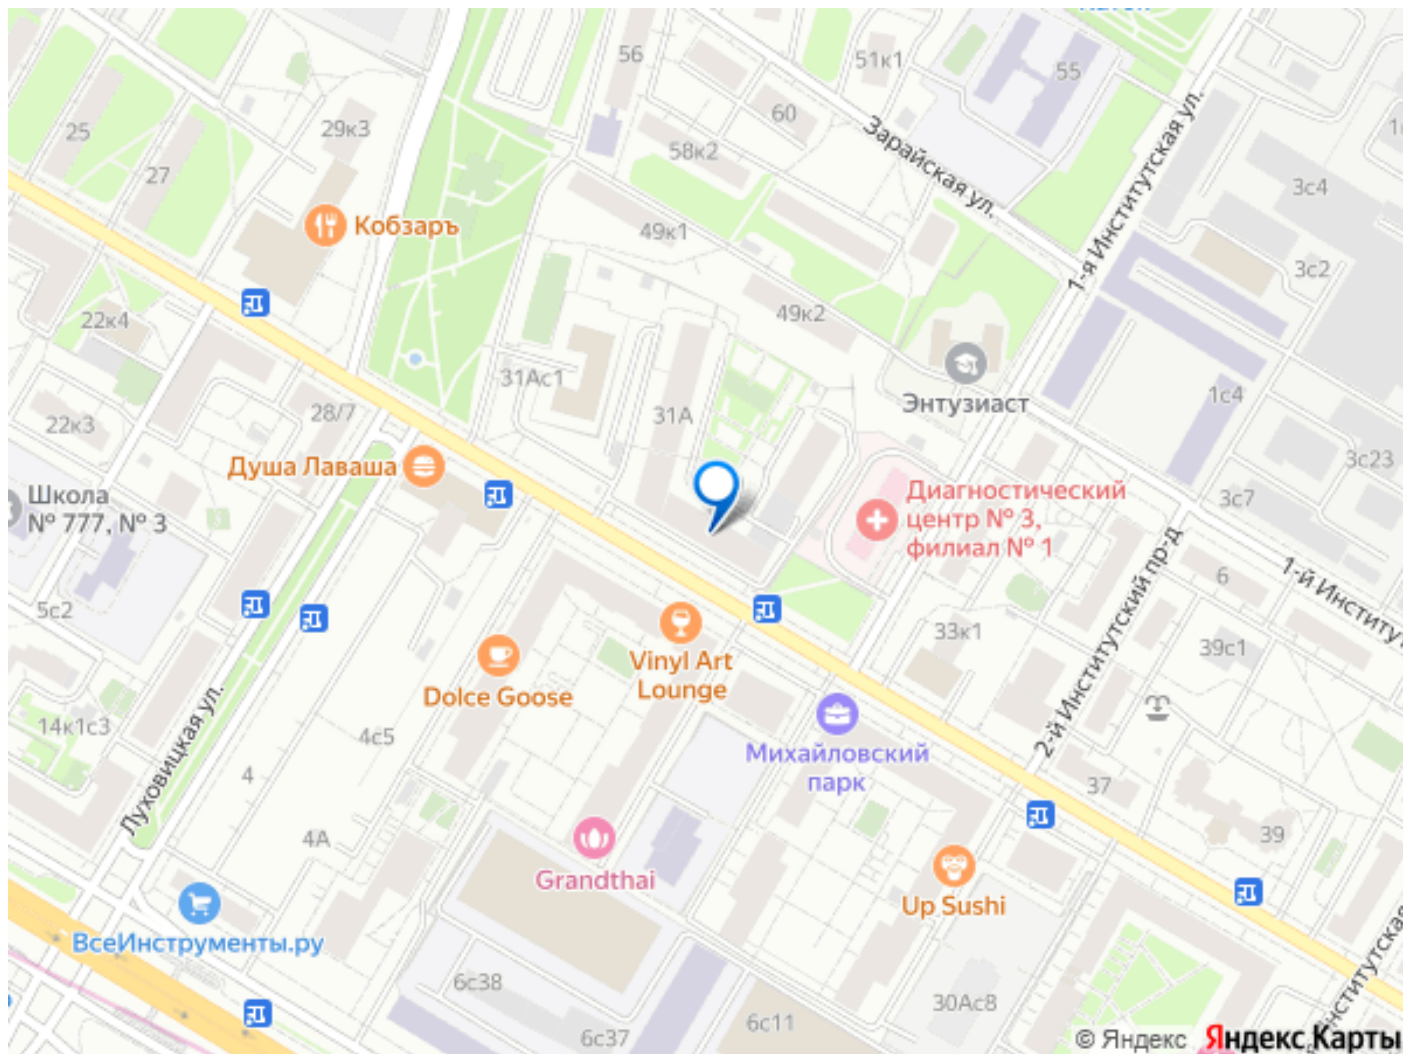 56
51к1
55
60
25
29к3
58к2
Зарайская ул.
1-я Институтская ул.
27
3с4
Кобзаръ
49к1
3с2
22к4
49к2
31Ас1
Энтузиаст
1с4
28/7
31А
22к3
Душа Лаваша
3с23
Школа
№ 777, № 3
Диагностический
центр № 3,
филиал № 1
3с7
5с2
6
1-й Институт
2-й Институтский пр-д
33к1
39с1
Vinyl Art
Lounge
Dolce Goose
14к1с3
4с5
Луховицкая ул.
4
Михайловский
парк
37
4А
39
Grandthai
Up Sushi
ВсеИнструменты.ру
6с38
30Ас8
6с11
6с37
нститутская
© Яндекс Яндекс Карты